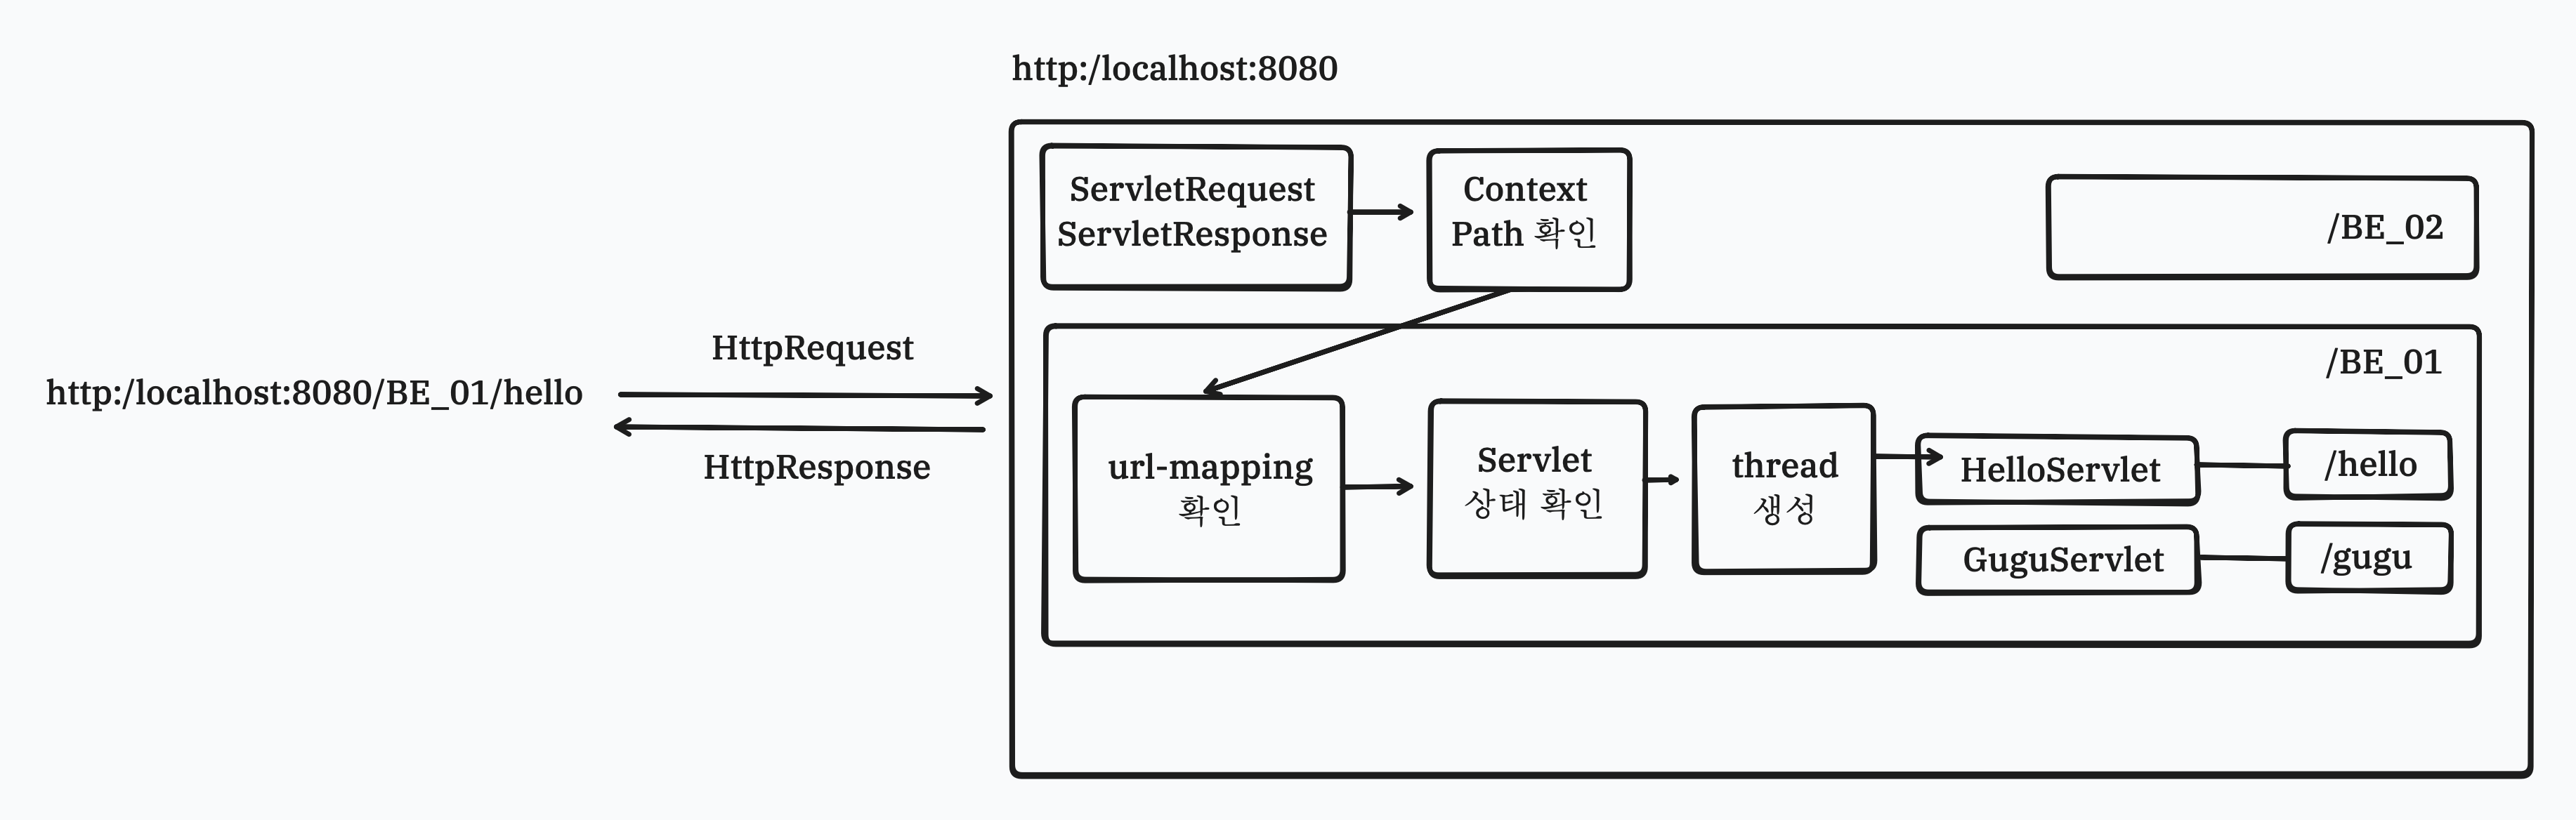 http:/localhost:8080
ServletRequest
ServletResponse
Context
Path 확인
/BE_02
HttpRequest
http:/localhost:8080/BE_01/hello
HttpResponse
/BE_01
url-mapping
확인
Servlet
상태 확인
thread
생성
HelloServlet
/hello
GuguServlet
/gugu